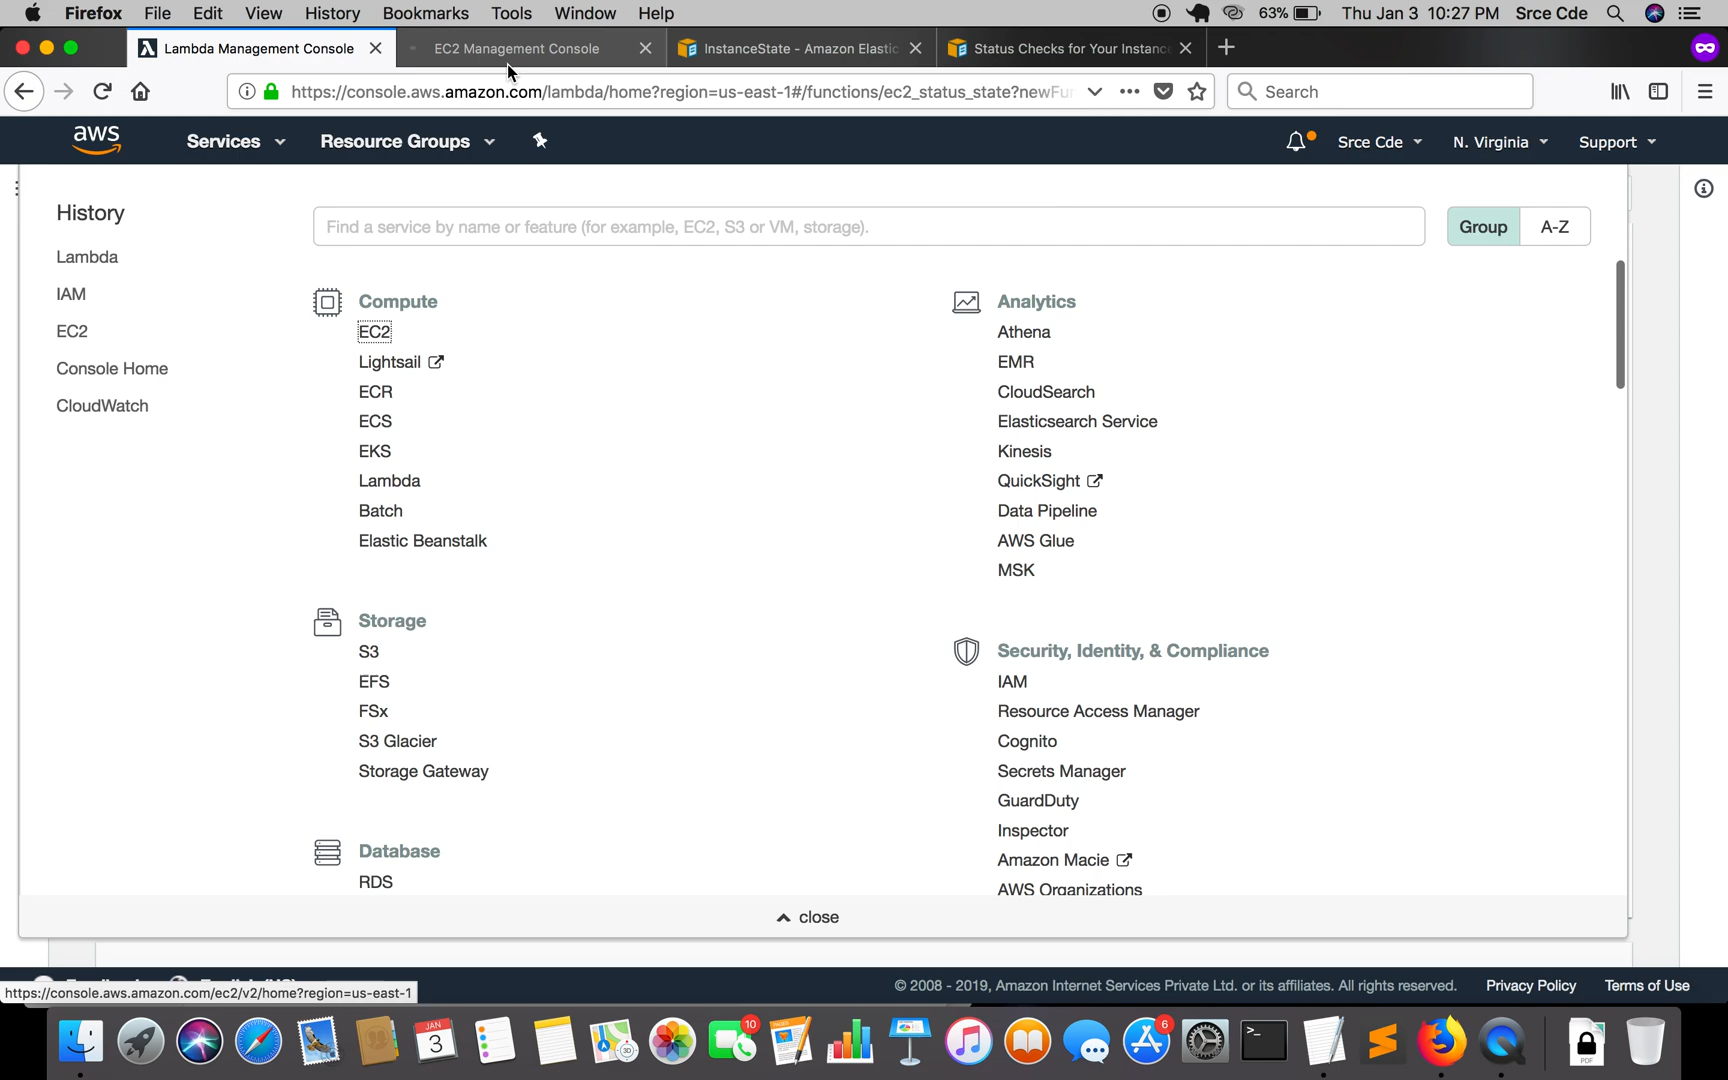 Firefox File Edit View History Bookmarks Tools Window Help 63% Thu Jan 3 10:27 PM Srce Cde
Lambda Management Console EC2 Management Console InstanceState - Amazon Elastic Status Checks for Your Instanc
https://console.aws.amazon.com/lambda/home?region=us-east-1#/functions/ec2_status_state?newFun Search
aws Services Resource Groups Srce Cde N. Virginia Support
History
Lambda
IAM
EC2
Console Home
CloudWatch
Find a service by name or feature (for example, EC2, S3 or VM, storage).
Group A-Z
Compute
EC2
Lightsail
ECR
ECS
EKS
Lambda
Batch
Elastic Beanstalk
Storage
S3
EFS
FSx
S3 Glacier
Storage Gateway
Database
RDS
Analytics
Athena
EMR
CloudSearch
Elasticsearch Service
Kinesis
QuickSight
Data Pipeline
AWS Glue
MSK
Security, Identity, & Compliance
IAM
Resource Access Manager
Cognito
Secrets Manager
GuardDuty
Inspector
Amazon Macie
AWS Organizations
close
© 2008 - 2019, Amazon Internet Services Private Ltd. or its affiliates. All rights reserved. Privacy Policy Terms of Use
https://console.aws.amazon.com/ec2/v2/home?region=us-east-1
JAN
3
3D
10
6
>_
PDF